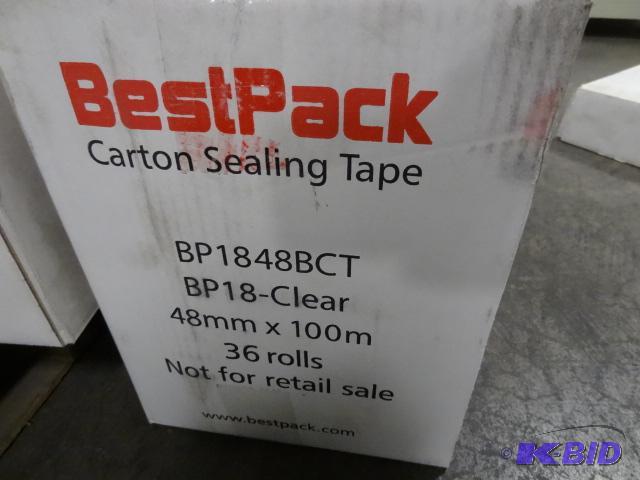 BestPack
Carton Sealing Tape
BP1848BCT
BP18-Clear
48mm x 100m
36 rolls
Not for retail sale
www.bestpack.com
© K-BID